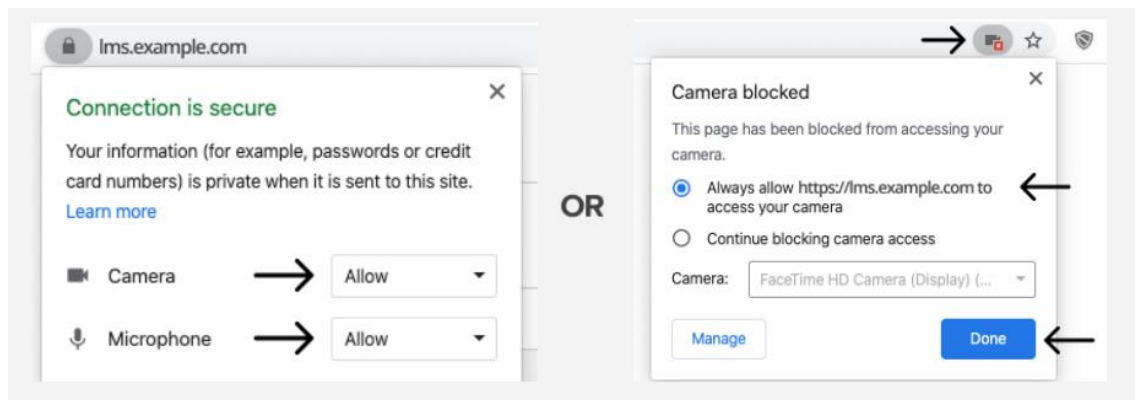 lms.example.com
Connection is secure
Your information (for example, passwords or credit
card numbers) is private when it is sent to this site.
Learn more
Camera
Allow
Microphone
Allow
OR
Camera blocked
This page has been blocked from accessing your
camera.
Always allow https://lms.example.com to
access your camera
Continue blocking camera access
Camera:
FaceTime HD Camera (Display) (...
Manage
Done